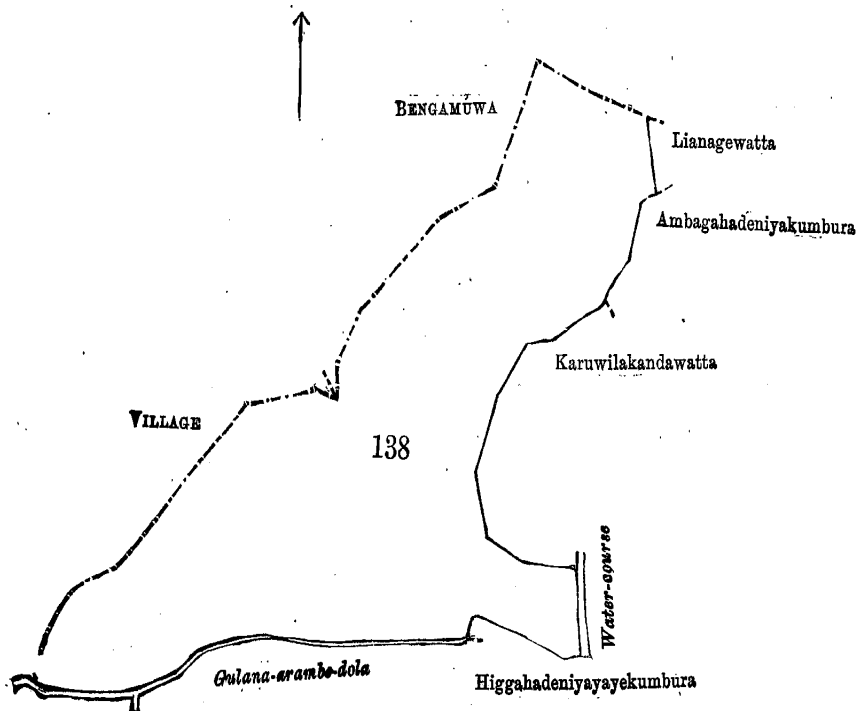 BENGAMUWA
Lianagewatta
Ambagahadeniyakumbura
Karuwilakandawatta
VILLAGE
138
Water-course
Gulana-arambe-dola
Higgahadeniyayayekumbura